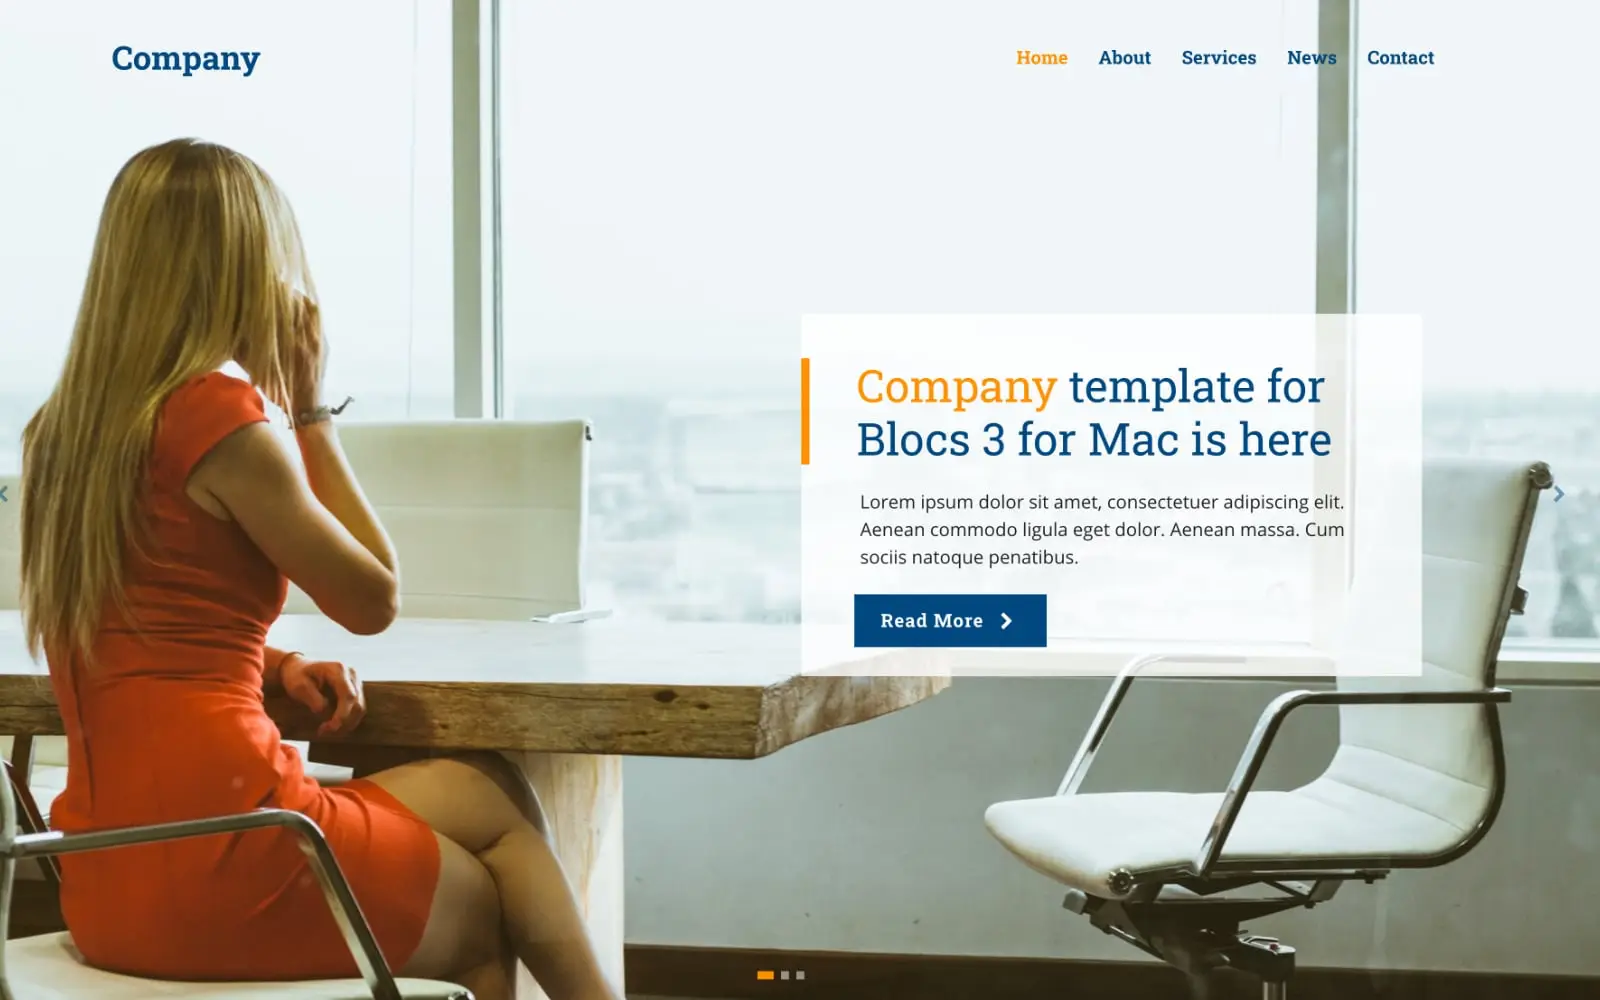 Company
Home About Services News Contact
Company template for
Blocs 3 for Mac is here
Lorem ipsum dolor sit amet, consectetuer adipiscing elit.
Aenean commodo ligula eget dolor. Aenean massa. Cum
sociis natoque penatibus.
Read More